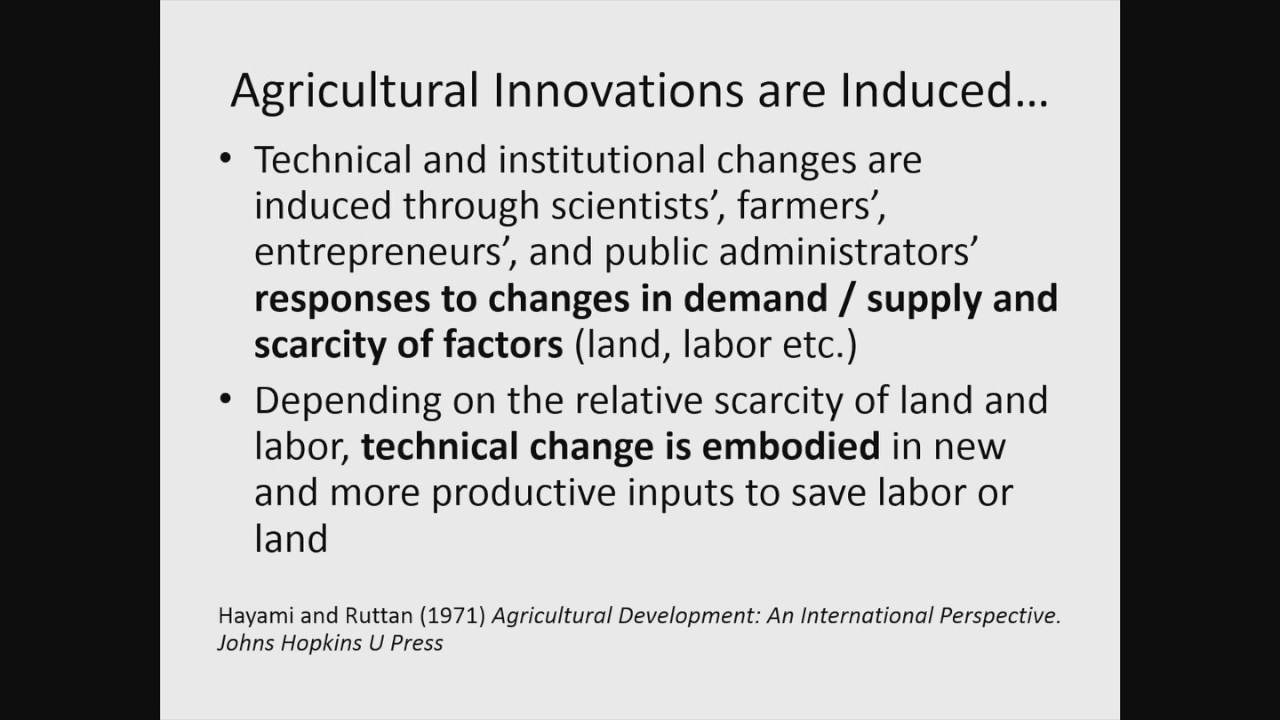 Agricultural Innovations are Induced…
• Technical and institutional changes are
induced through scientists’, farmers’,
entrepreneurs’, and public administrators’
responses to changes in demand / supply and
scarcity of factors (land, labor etc.)
• Depending on the relative scarcity of land and
labor, technical change is embodied in new
and more productive inputs to save labor or
land
Hayami and Ruttan (1971) Agricultural Development: An International Perspective.
Johns Hopkins U Press